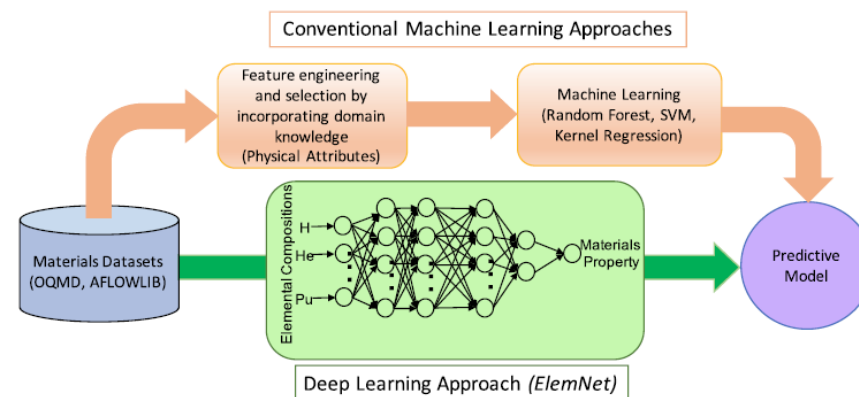 Conventional Machine Learning Approaches
Feature engineering
and selection by
incorporating domain
knowledge
(Physical Attributes)
Machine Learning
(Random Forest, SVM,
Kernel Regression)
Materials Datasets
(OQMD, AFLOWLIB)
Elemental Compositions
H
He
Pu
Materials
Property
Predictive
Model
Deep Learning Approach (ElemNet)